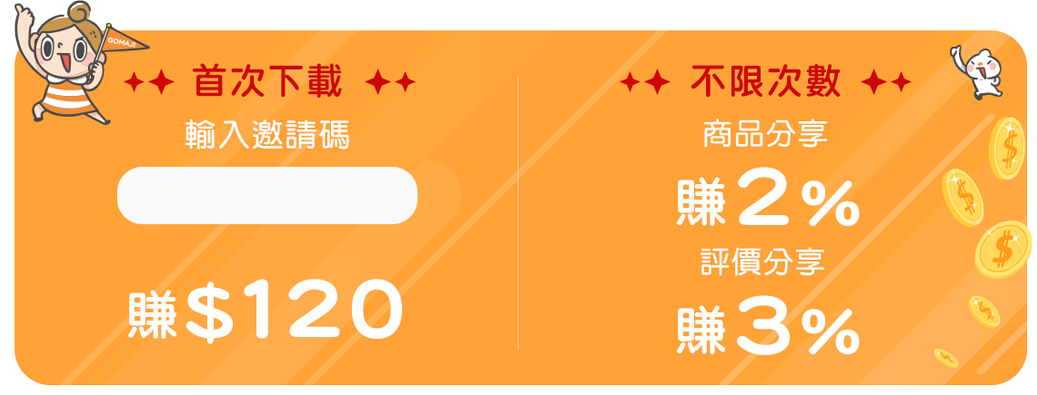 GOMAJI
首次下載
輸入邀請碼
賺$120
不限次數
商品分享
賺2%
評價分享
賺3%